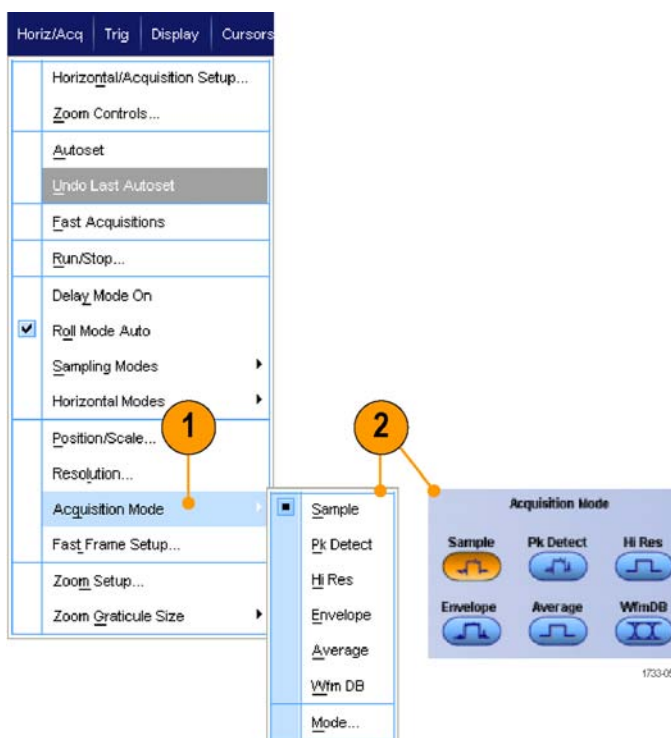 Horiz/Acq Trig Display Cursors
Horizontal/Acquisition Setup...
Zoom Controls...
Autoset
Undo Last Autoset
Fast Acquisitions
Run/Stop...
Delay Mode On
Roll Mode Auto
Sampling Modes
Horizontal Modes
1
Position/Scale...
Resolution...
Acquisition Mode
Fast Frame Setup...
Zoom Setup...
Zoom Graticule Size
2
Sample
Pk Detect
Hi Res
Envelope
Average
Wfm DB
Mode...
Acquisition Mode
Sample Pk Detect Hi Res
Envelope Average WfmDB